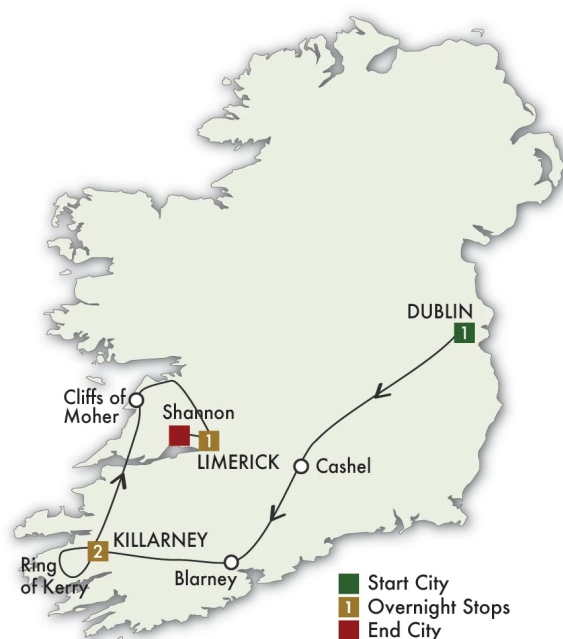 DUBLIN
1
Cliffs of
Moher
Shannon
1
LIMERICK
Cashel
KILLARNEY
2
Ring
of Kerry
Blarney
Start City
1 Overnight Stops
End City